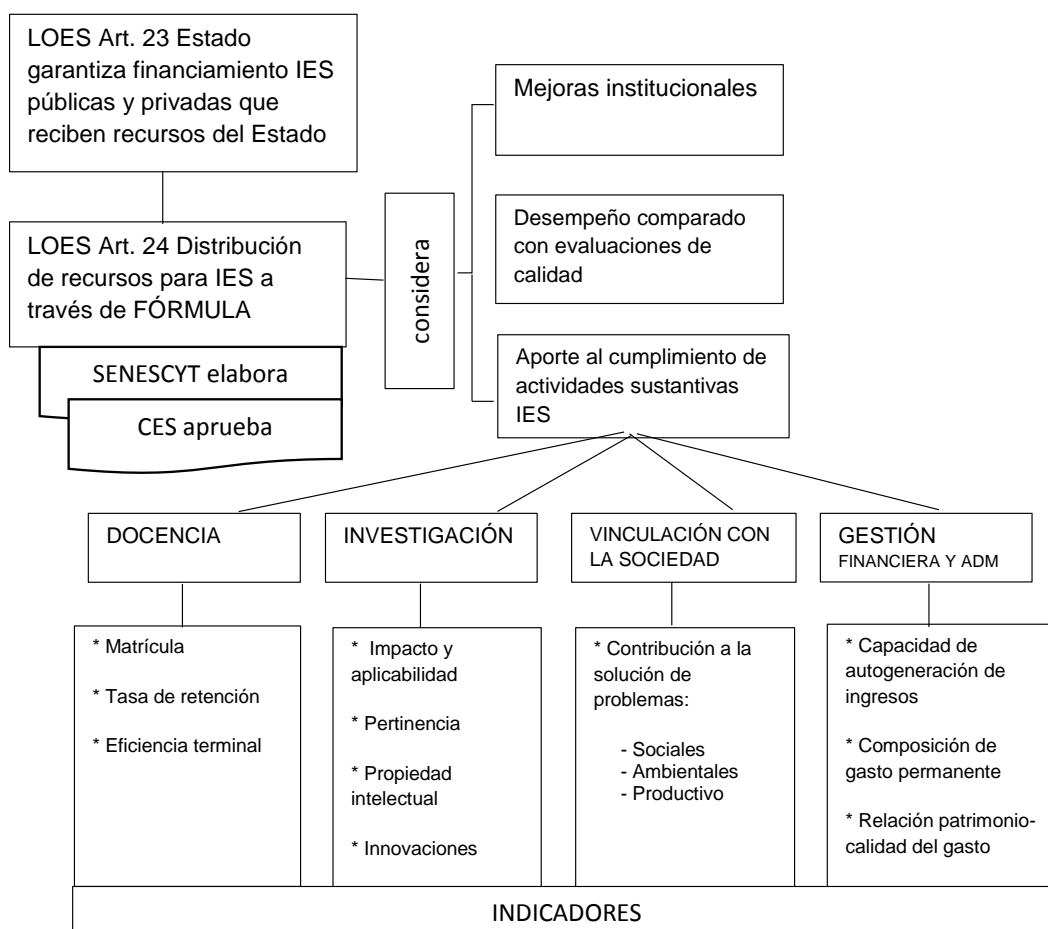 LOES Art. 23 Estado
garantiza financiamiento IES
públicas y privadas que
reciben recursos del Estado
LOES Art. 24 Distribución
de recursos para IES a
través de FÓRMULA
SENESCYT elabora
CES aprueba
considera
Mejoras institucionales
Desempeño comparado
con evaluaciones de
calidad
Aporte al cumplimiento de
actividades sustantivas
IES
DOCENCIA
* Matrícula
* Tasa de retención
* Eficiencia terminal
INVESTIGACIÓN
* Impacto y
aplicabilidad
* Pertinencia
* Propiedad
intelectual
* Innovaciones
VINCULACIÓN CON
LA SOCIEDAD
* Contribución a la
solución de
problemas:
- Sociales
- Ambientales
- Productivo
GESTIÓN
FINANCIERA Y ADM
* Capacidad de
autogeneración de
ingresos
* Composición de
gasto permanente
* Relación patrimonio-
calidad del gasto
INDICADORES